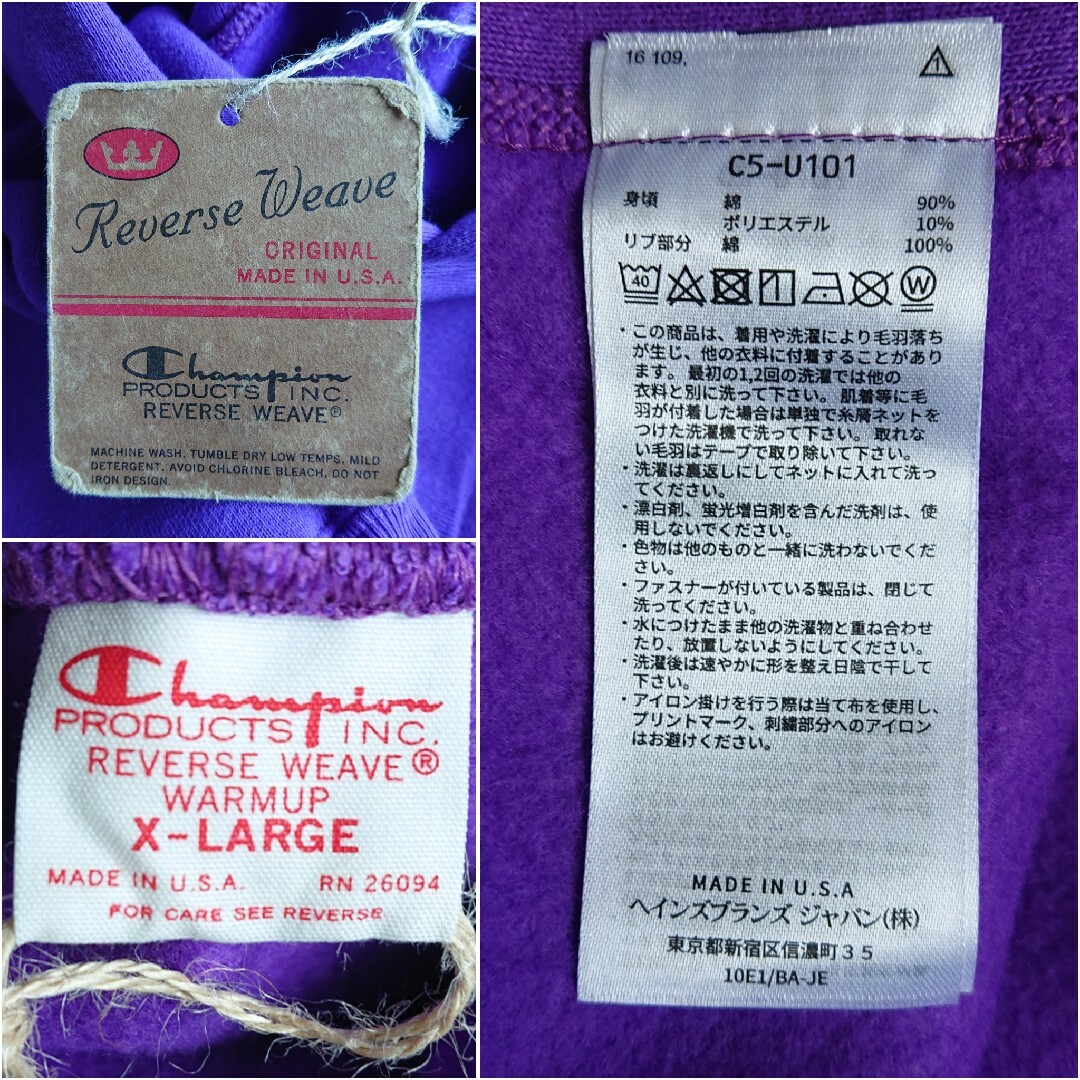 Reverse Weave
ORIGINAL
MADE IN U.S.A.
Champion
PRODUCTS INC.
REVERSE WEAVE®
MACHINE WASH. TUMBLE DRY LOW TEMPS. MILD
DETERGENT. AVOID CHLORINE BLEACH. DO NOT
IRON DESIGN.
Champion
PRODUCTS INC.
REVERSE WEAVE®
WARMUP
X-LARGE
MADE IN U.S.A. RN 26094
FOR CARE SEE REVERSE
16 109. 1
C5-U101
身頃 綿 90%
ポリエステル 10%
リブ部分 綿 100%
40 W
・この商品は、着用や洗濯により毛羽落ち
が生じ、他の衣料に付着することがあり
ます。最初の1,2回の洗濯では他の
衣料と別に洗って下さい。肌着等に毛
羽が付着した場合は単独で糸屑ネットを
つけた洗濯機で洗って下さい。取れな
い毛羽はテープで取り除いて下さい。
・洗濯は裏返しにしてネットに入れて洗っ
てください。
・漂白剤、蛍光増白剤を含んだ洗剤は、使
用しないでください。
・色物は他のものと一緒に洗わないでくだ
さい。
・ファスナーが付いている製品は、閉じて
洗ってください。
・水につけたまま他の洗濯物と重ね合わせ
たり、放置しないようにしてください。
・洗濯後は速やかに形を整え日陰で干して
下さい。
・アイロン掛けを行う際は当て布を使用し、
プリントマーク、刺繍部分へのアイロン
はお避けください。
MADE IN U.S.A
ヘインズブランズ ジャパン(株)
東京都新宿区信濃町35
10E1/BA-JE